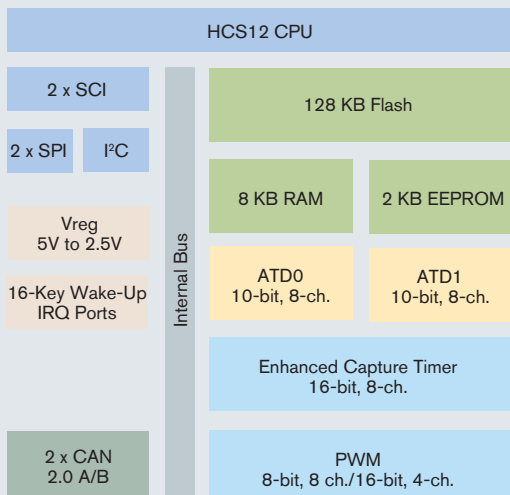 HCS12 CPU
2 x SCI
2 x SPI
I²C
Vreg
5V to 2.5V
16-Key Wake-Up
IRQ Ports
2 x CAN
2.0 A/B
Internal Bus
128 KB Flash
8 KB RAM
2 KB EEPROM
ATD0
10-bit, 8-ch.
ATD1
10-bit, 8-ch.
Enhanced Capture Timer
16-bit, 8-ch.
PWM
8-bit, 8 ch./16-bit, 4-ch.